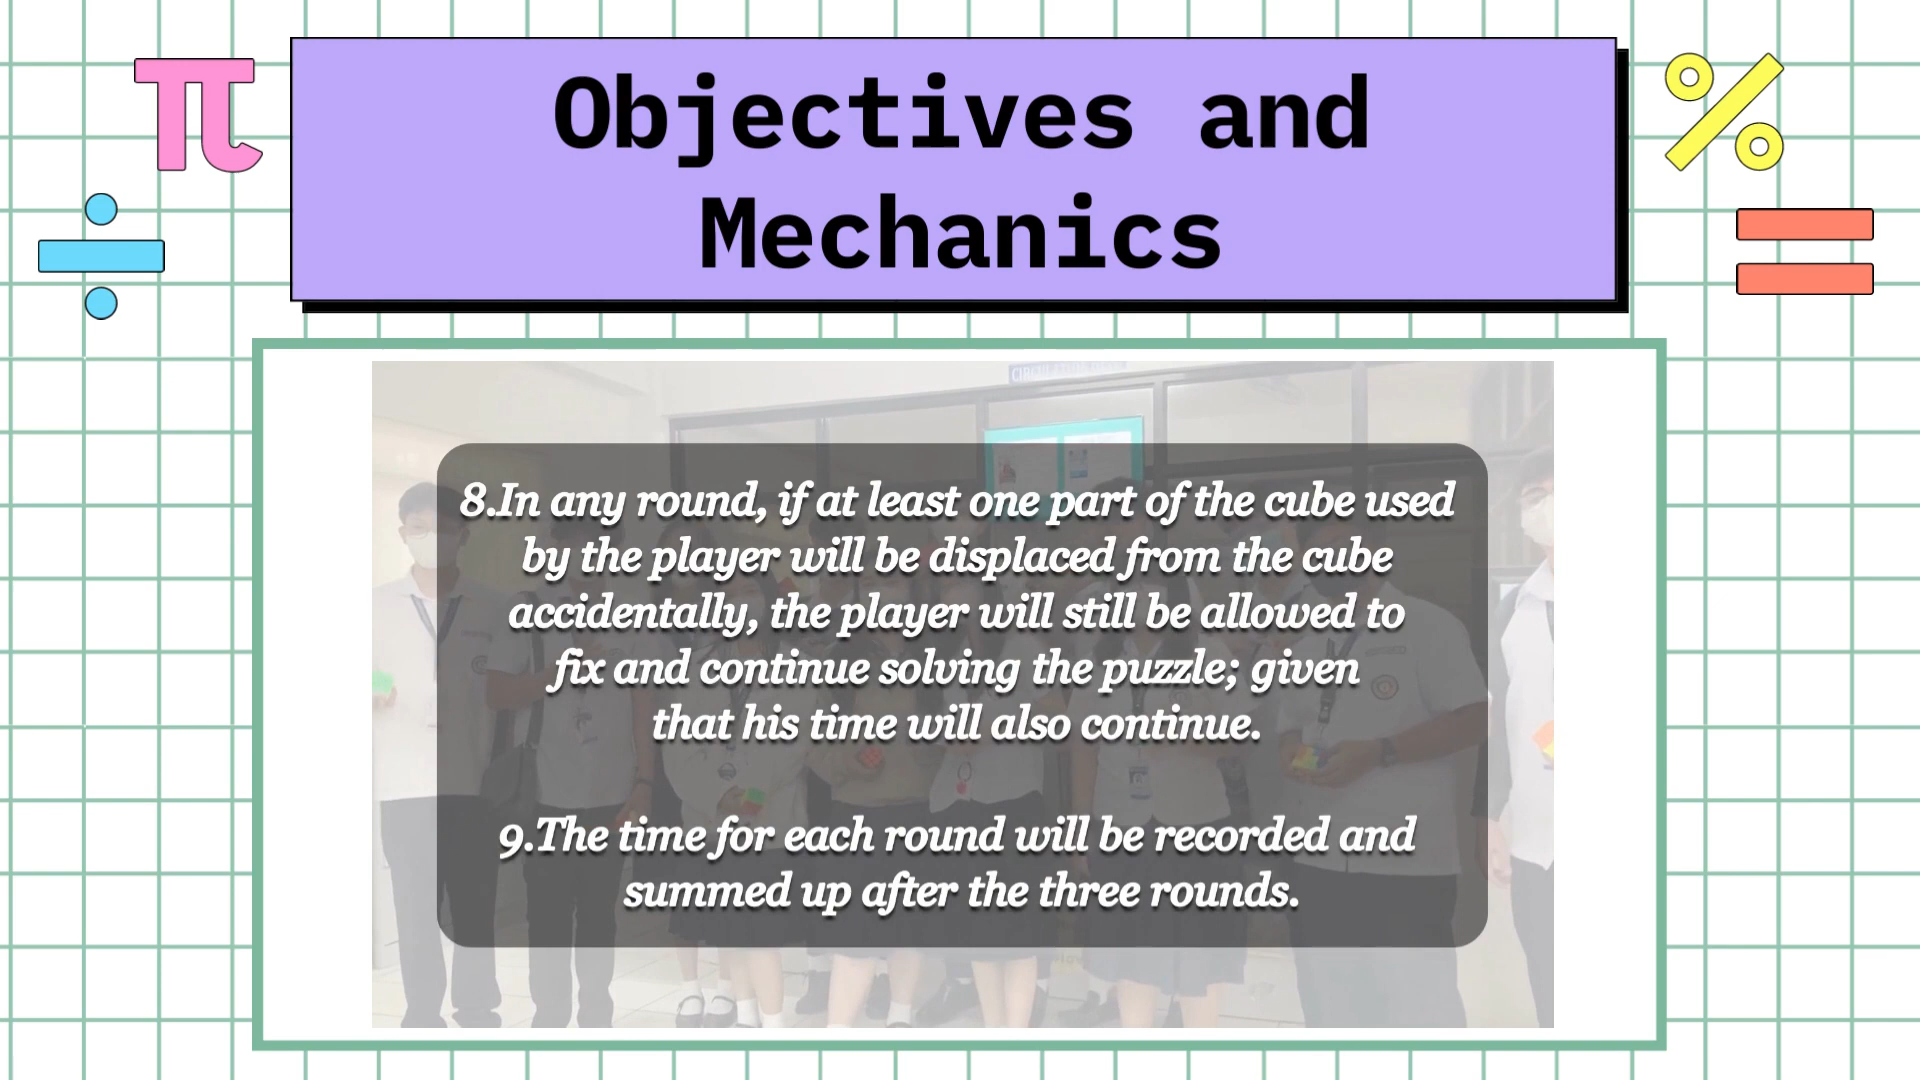 Objectives and
Mechanics
8.In any round, if at least one part of the cube used
by the player will be displaced from the cube
accidentally, the player will still be allowed to
fix and continue solving the puzzle; given
that his time will also continue.
9.The time for each round will be recorded and
summed up after the three rounds.